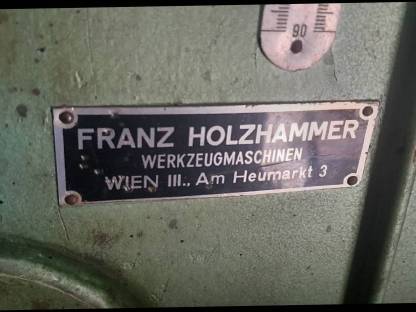 90
FRANZ HOLZHAMMER
WERKZEUGMASCHINEN
WIEN III., Am Heumarkt 3